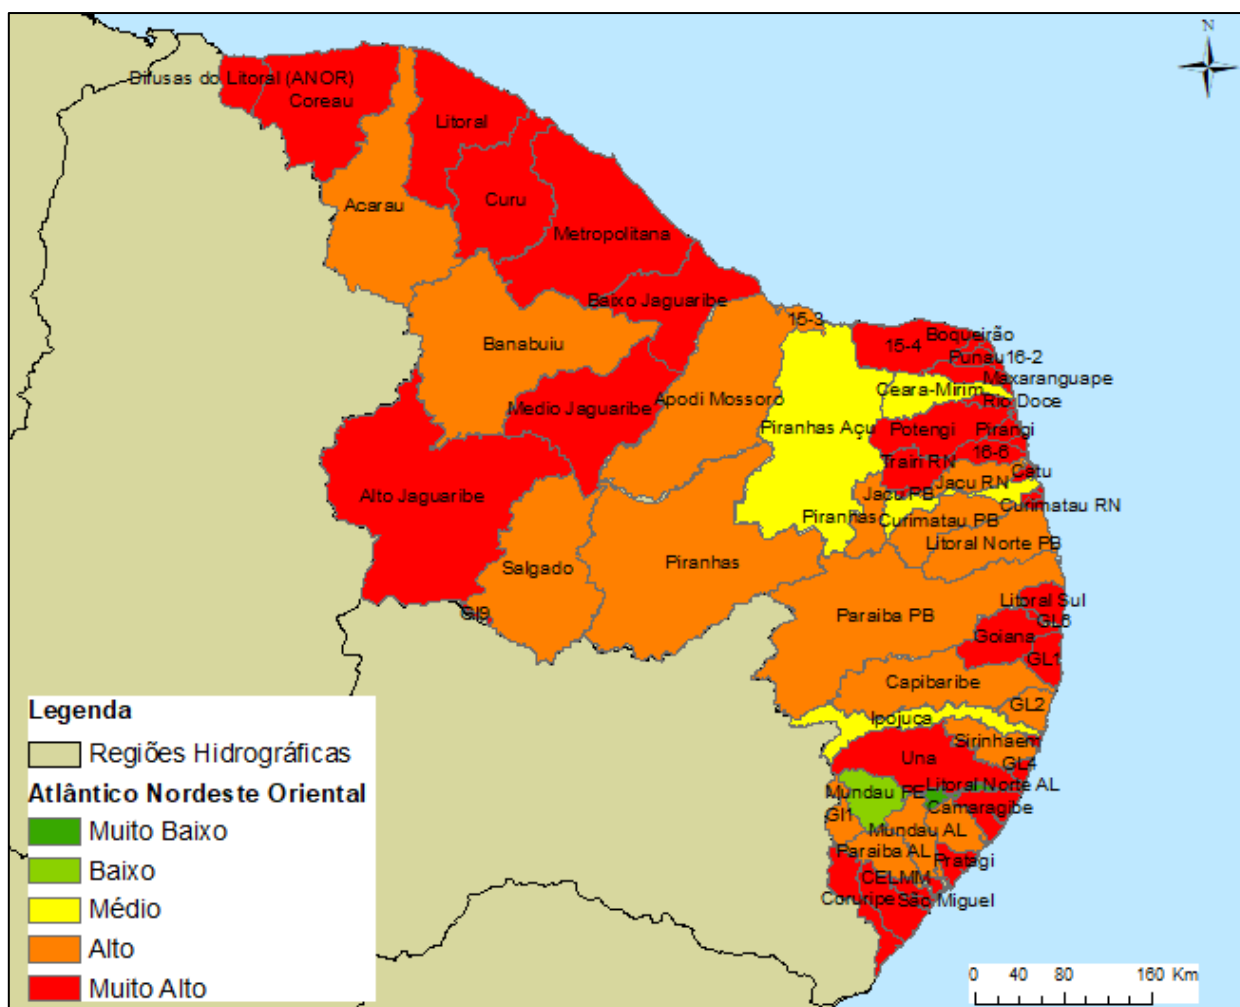 N
Difusas do Litoral (ANOR)
Coreau
Litoral
Acarau
Curu
Metropolitana
Baixo Jaguaribe
Banabuiu
15-3
15-4
Boqueirão
Punau
16-2
Maxaranguape
Ceara-Mirim
Rio Doce
Medio Jaguaribe
Apodi Mossoro
Piranhas Açu
Potengi
Pirangi
16-6
Trairi RN
Catu
Jacu RN
Jacu PB
Curimatau RN
Alto Jaguaribe
Piranhas
Curimatau PB
Litoral Norte PB
Salgado
Piranhas
GI9
Paraiba PB
Litoral Sul
GL6
Goiana
GL1
Capibaribe
GL2
Ipojuca
Sirinhaem
Una
GL4
Litoral Norte AL
Mundau PE
Camaragibe
GI1
Mundau AL
Paraiba AL
Pratagi
CELMM
Coruripe
São Miguel
Legenda
Regiões Hidrográficas
Atlântico Nordeste Oriental
Muito Baixo
Baixo
Médio
Alto
Muito Alto
0 40 80 160 Km